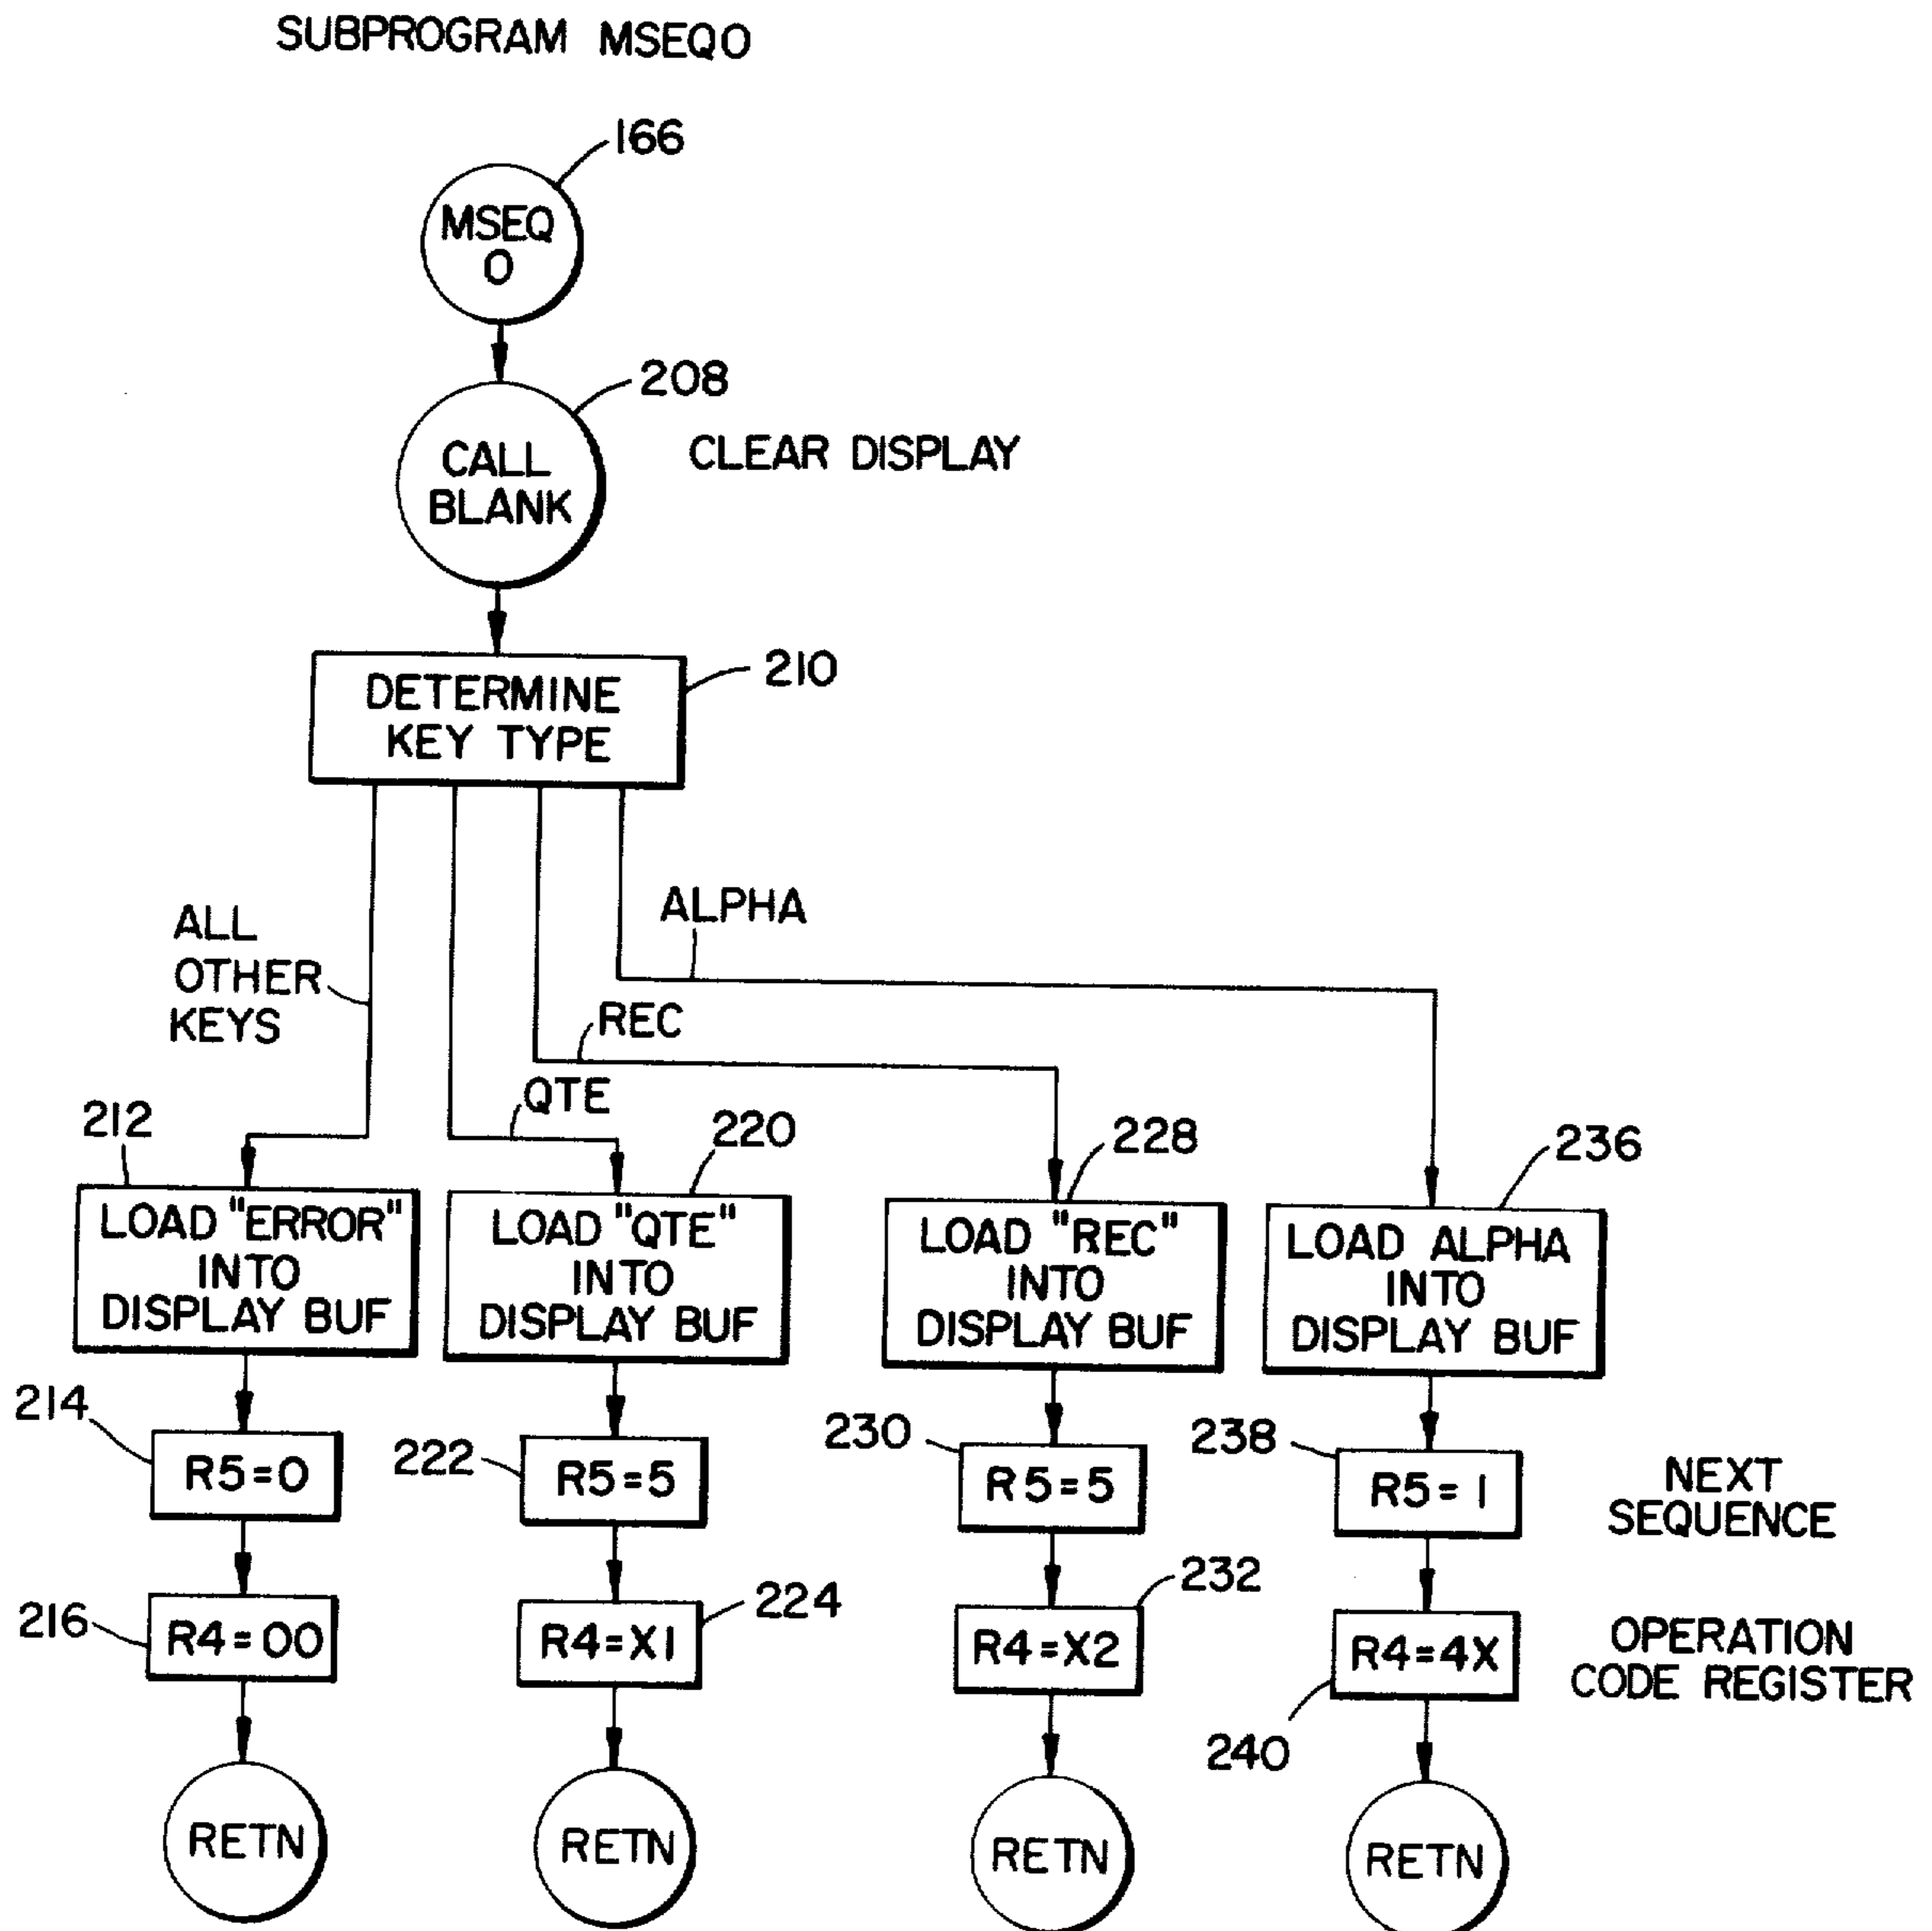 SUBPROGRAM MSEQ0
166
MSEQ
0
208
CALL
BLANK
CLEAR DISPLAY
210
DETERMINE
KEY TYPE
ALL
OTHER
KEYS
ALPHA
REC
QTE
212
220
228
236
LOAD "ERROR"
INTO
DISPLAY BUF
LOAD "QTE"
INTO
DISPLAY BUF
LOAD "REC"
INTO
DISPLAY BUF
LOAD ALPHA
INTO
DISPLAY BUF
214
R5=0
222
R5=5
230
R5=5
238
R5=1
NEXT
SEQUENCE
216
R4=00
224
R4=X1
232
R4=X2
240
R4=4X
OPERATION
CODE REGISTER
RETN
RETN
RETN
RETN